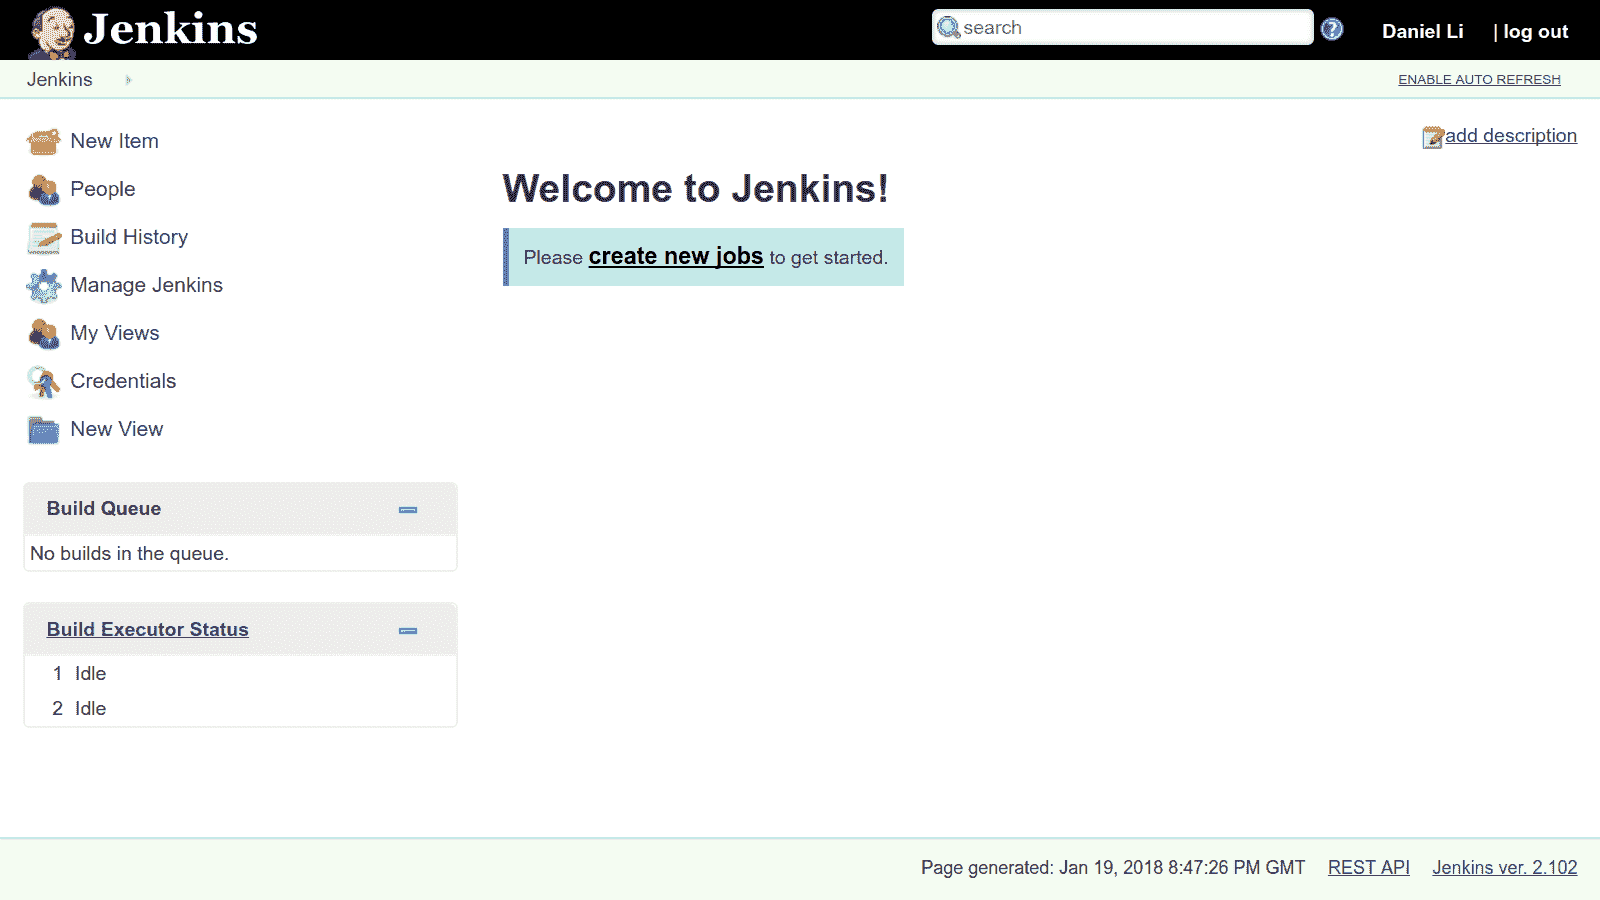 Jenkins
search
? Daniel Li | log out
Jenkins
ENABLE AUTO REFRESH
New Item
People
Build History
Manage Jenkins
My Views
Credentials
New View
Build Queue
No builds in the queue.
Build Executor Status
1 Idle
2 Idle
add description
Welcome to Jenkins!
Please create new jobs to get started.
Page generated: Jan 19, 2018 8:47:26 PM GMT REST API Jenkins ver. 2.102